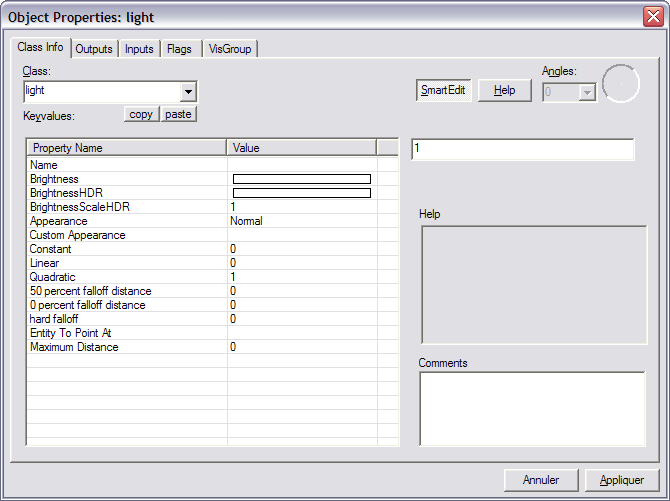 Object Properties: light
Class Info Outputs Inputs Flags VisGroup
Class:
light
SmartEdit Help Angles: 0
Keyvalues: copy paste
Property Name Value
1
Name
Brightness
BrightnessHDR
BrightnessScaleHDR 1
Appearance Normal
Custom Appearance
Constant 0
Linear 0
Quadratic 1
50 percent falloff distance 0
0 percent falloff distance 0
hard falloff 0
Entity To Point At
Maximum Distance 0
Help
Comments
Annuler Appliquer